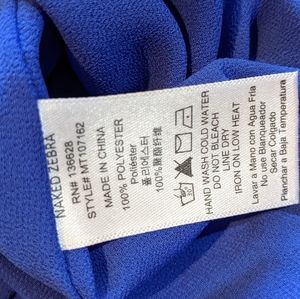 NAKED ZEBRA
RN# 136628
STYLE# MT107162
MADE IN CHINA
100% POLYESTER
Poliéster
폴리에스터
100%聚酯纤维
HAND WASH COLD WATER
DO NOT BLEACH
LINE DRY
IRON ON LOW HEAT
Lavar a Mano con Agua Fria
No use Blanqueador
Secar Colgado
Planchar a Baja Temperatura